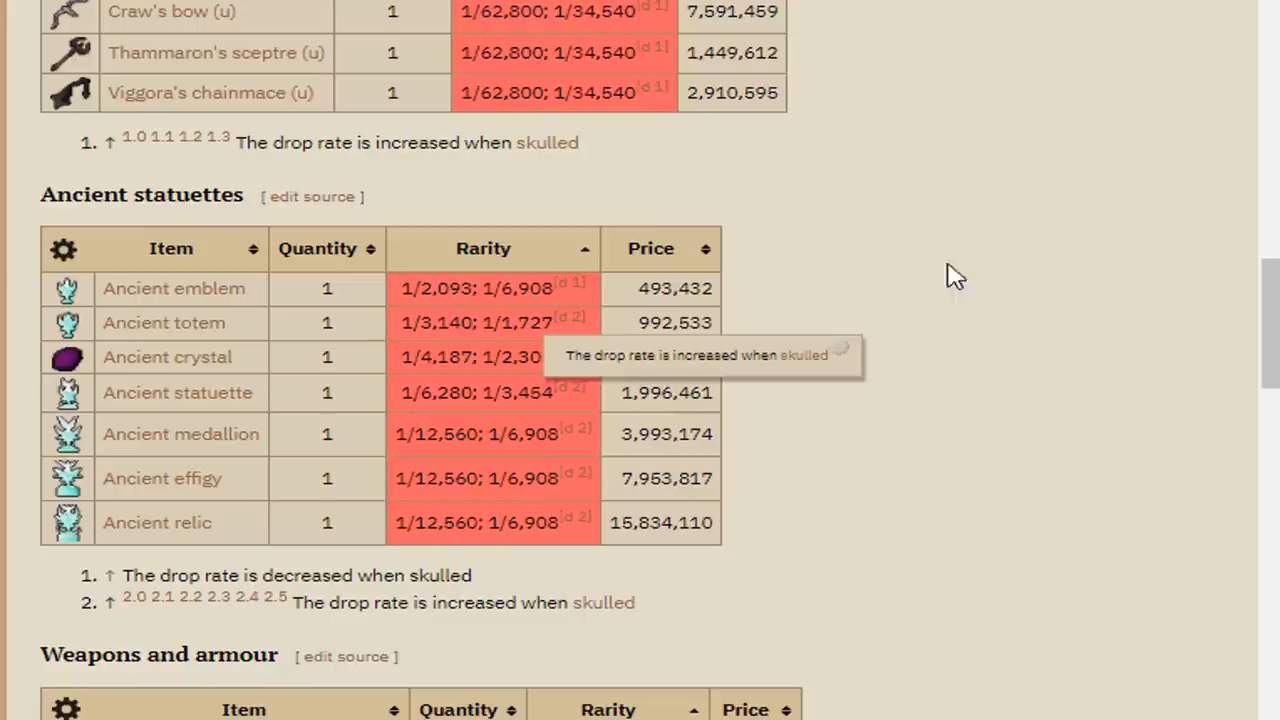 Craw's bow (u) 1 1/62,800; 1/34,540[d 1] 7,591,459
Thammaron's sceptre (u) 1 1/62,800; 1/34,540[d 1] 1,449,612
Viggora's chainmace (u) 1 1/62,800; 1/34,540[d 1] 2,910,595
1. ↑ 1.0 1.1 1.2 1.3 The drop rate is increased when skulled
Ancient statuettes [ edit source ]
Item Quantity Rarity Price
Ancient emblem 1 1/2,093; 1/6,908[d 1] 493,432
Ancient totem 1 1/3,140; 1/1,727[d 2] 992,533
Ancient crystal 1 1/4,187; 1/2,30
The drop rate is increased when skulled
Ancient statuette 1 1/6,280; 1/3,454[d 2] 1,996,461
Ancient medallion 1 1/12,560; 1/6,908[d 2] 3,993,174
Ancient effigy 1 1/12,560; 1/6,908[d 2] 7,953,817
Ancient relic 1 1/12,560; 1/6,908[d 2] 15,834,110
1. ↑ The drop rate is decreased when skulled
2. ↑ 2.0 2.1 2.2 2.3 2.4 2.5 The drop rate is increased when skulled
Weapons and armour [ edit source ]
Item Quantity Rarity Price